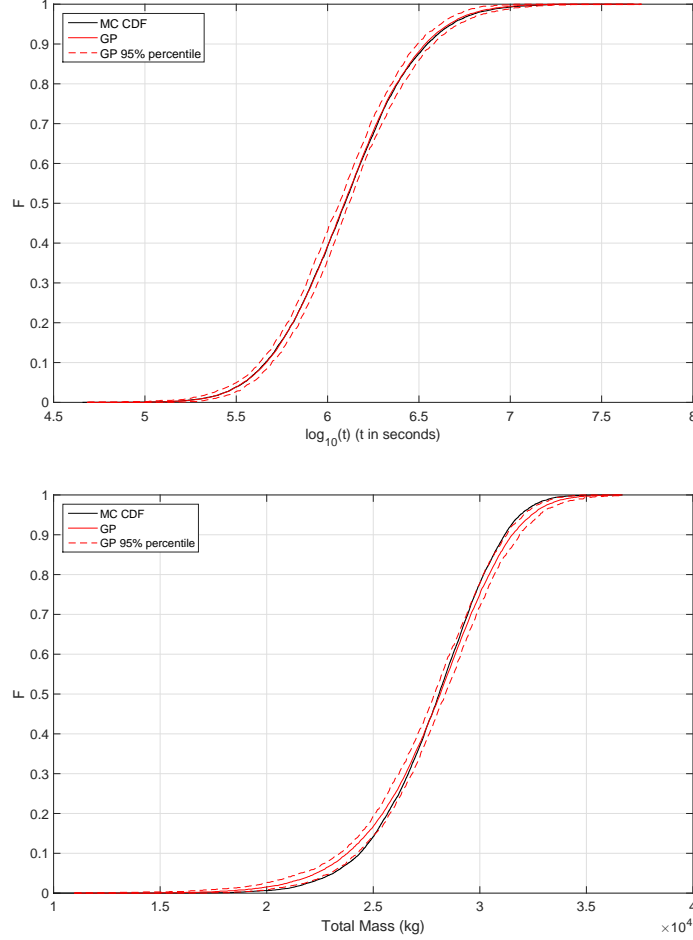 1
0.9
0.8
0.7
0.6
0.5
0.4
0.3
0.2
0.1
0
F
MC CDF
GP
GP 95% percentile
4.5 5 5.5 6 6.5 7 7.5 8
log10(t) (t in seconds)
1
0.9
0.8
0.7
0.6
0.5
0.4
0.3
0.2
0.1
0
F
MC CDF
GP
GP 95% percentile
1 1.5 2 2.5 3 3.5 4
Total Mass (kg)
×10^4